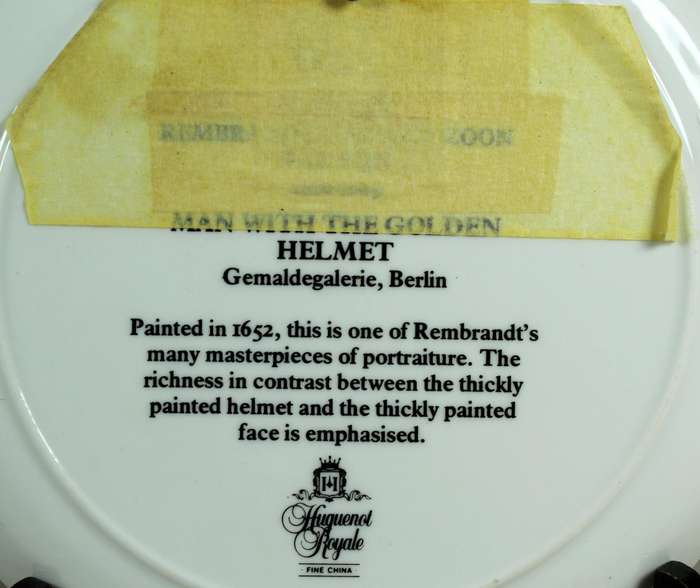 MAN WITH THE GOLDEN
HELMET
Gemaldegalerie, Berlin
Painted in 1652, this is one of Rembrandt's
many masterpieces of portraiture. The
richness in contrast between the thickly
painted helmet and the thickly painted
face is emphasised.
H
Huguenot
Royale
FINE CHINA